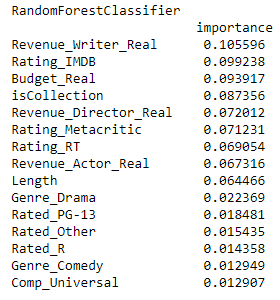 RandomForestClassifier
importance
Revenue_Writer_Real 0.105596
Rating_IMDB 0.099238
Budget_Real 0.093917
isCollection 0.087356
Revenue_Director_Real 0.072012
Rating_Metacritic 0.071231
Rating_RT 0.069054
Revenue_Actor_Real 0.067316
Length 0.064466
Genre_Drama 0.022369
Rated_PG-13 0.018481
Rated_Other 0.015435
Rated_R 0.014358
Genre_Comedy 0.012949
Comp_Universal 0.012907